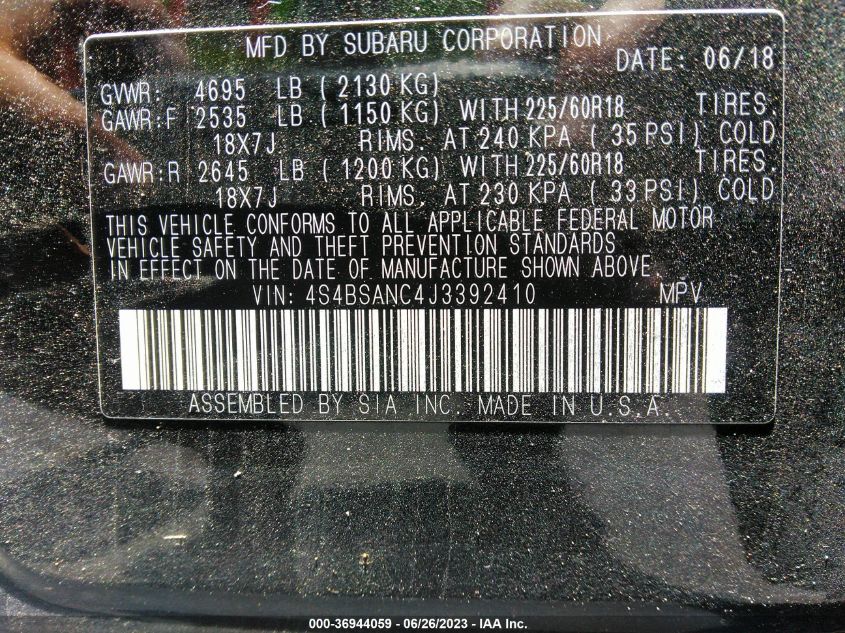 MFD BY SUBARU CORPORATION
DATE: 06/18
GVWR: 4695 LB ( 2130 KG)
GAWR:F 2535 LB ( 1150 KG) WITH 225/60R18 TIRES.
18X7J RIMS. AT 240 KPA ( 35 PSI) COLD
GAWR:R 2645 LB ( 1200 KG) WITH 225/60R18 TIRES.
18X7J RIMS. AT 230 KPA ( 33 PSI) COLD
THIS VEHICLE CONFORMS TO ALL APPLICABLE FEDERAL MOTOR
VEHICLE SAFETY AND THEFT PREVENTION STANDARDS
IN EFFECT ON THE DATE OF MANUFACTURE SHOWN ABOVE.
VIN: 4S4BSANC4J3392410 MPV
ASSEMBLED BY SIA INC. MADE IN U.S.A.
000-36944059 - 06/26/2023 - IAA Inc.